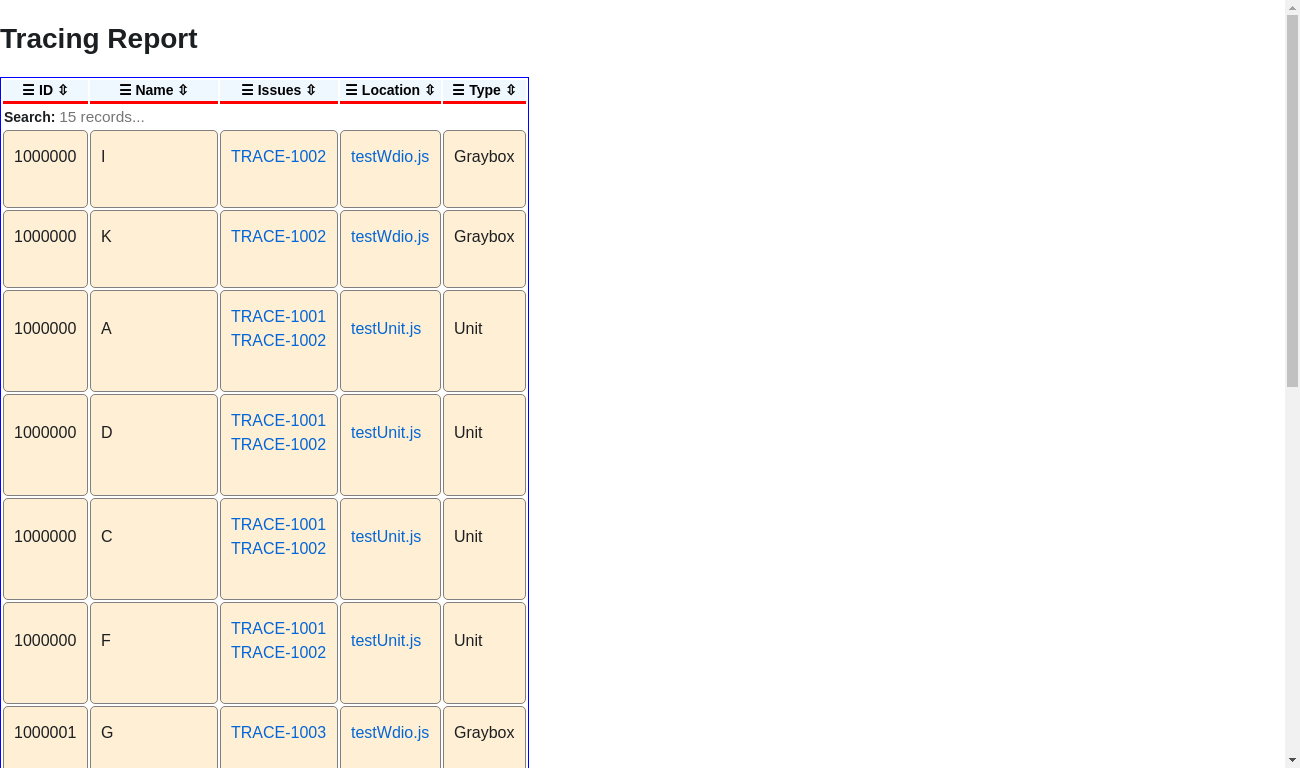 Tracing Report
☰ ID ⇳ ☰ Name ⇳ ☰ Issues ⇳ ☰ Location ⇳ ☰ Type ⇳
Search: 15 records...
1000000 I TRACE-1002 testWdio.js Graybox
1000000 K TRACE-1002 testWdio.js Graybox
1000000 A TRACE-1001 TRACE-1002 testUnit.js Unit
1000000 D TRACE-1001 TRACE-1002 testUnit.js Unit
1000000 C TRACE-1001 TRACE-1002 testUnit.js Unit
1000000 F TRACE-1001 TRACE-1002 testUnit.js Unit
1000001 G TRACE-1003 testWdio.js Graybox